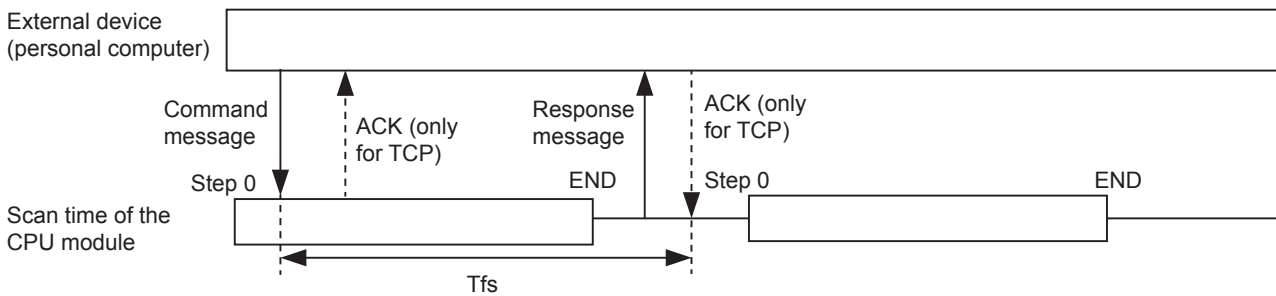 External device
(personal computer)
Command
message
ACK (only
for TCP)
Response
message
ACK (only
for TCP)
Step 0
END
Step 0
END
Scan time of the
CPU module
Tfs